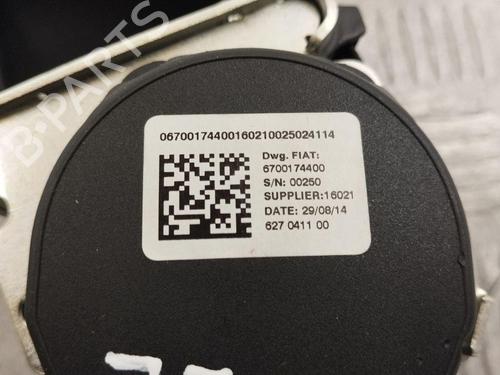 B-PARTS
06700174400160210025024114
Dwg. FIAT:
6700174400
S/N: 00250
SUPPLIER:16021
DATE: 29/08/14
627 0411 00